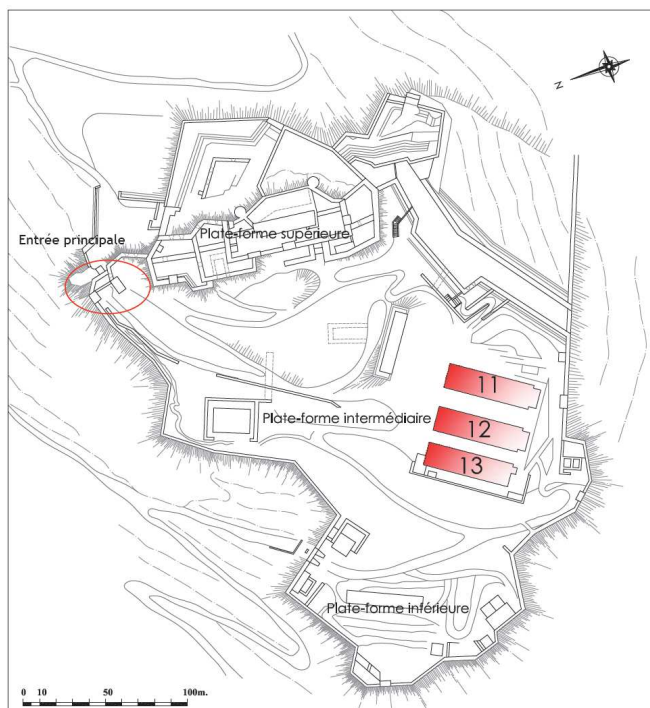 N
Entrée principale
Plate-forme supérieure
11
Plate-forme intermédiaire
12
13
Plate-forme inférieure
0 10 50 100m.